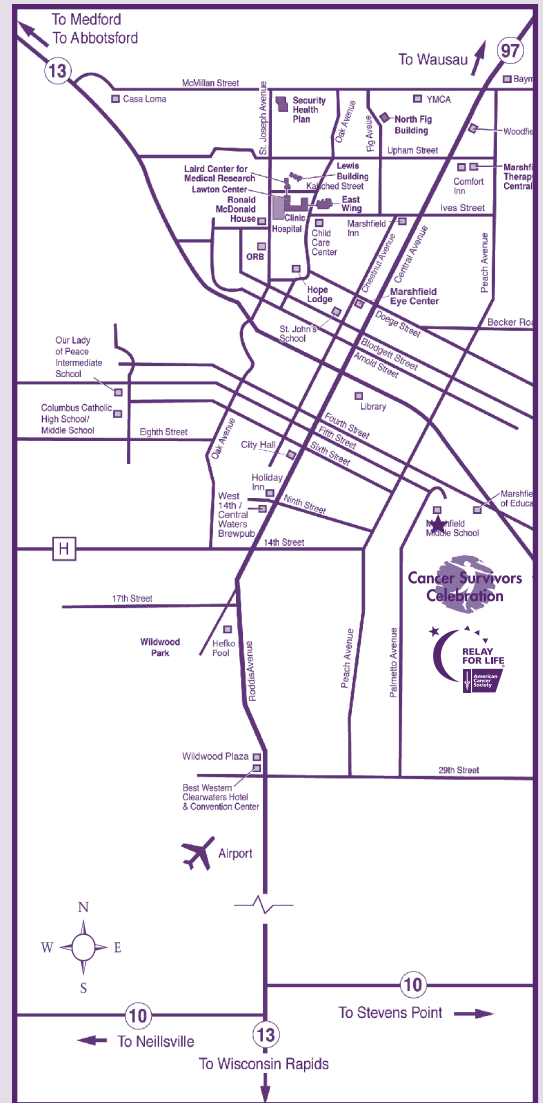 To Medford
To Abbotsford
13
To Wausau
97
McMillan Street
Casa Loma
St. Joseph Avenue
Security
Health
Plan
Oak Avenue
Fig Aveune
YMCA
North Fig
Building
Upham Street
Laird Center for
Medical Research
Lewis
Building
Lawton Center
Kalsched Street
Ronald
McDonald
House
East
Wing
Clinic
Hospital
Comfort
Inn
Ives Street
Child
Care
Center
Marshfield
Inn
ORB
Chestnut Avenue
Central Avenue
Peach Avenue
Hope
Lodge
Marshfield
Eye Center
Doege Street
St. John's
School
Becker
Blodgett Street
Arnold Street
Our Lady
of Peace
Intermediate
School
Columbus Catholic
High School/
Middle School
Library
Eighth Street
Oak Avenue
Fourth Street
Fifth Street
Sixth Street
City Hall
Holiday
Inn
West
14th /
Central
Waters
Brewpub
Ninth Street
of
Marshfield
Middle School
H
14th Street
Cancer Survivors
Celebration
17th Street
Wildwood
Park
Hefko
Pool
RoddisAvenue
Peach Avenue
Palmetto Avenue
RELAY
FOR LIFE
American
Cancer
Society
Wildwood Plaza
29th Street
Best Western
Clearwaters Hotel
& Convention Center
Airport
N
W
E
S
10
To Stevens Point
10
To Neillsville
13
To Wisconsin Rapids